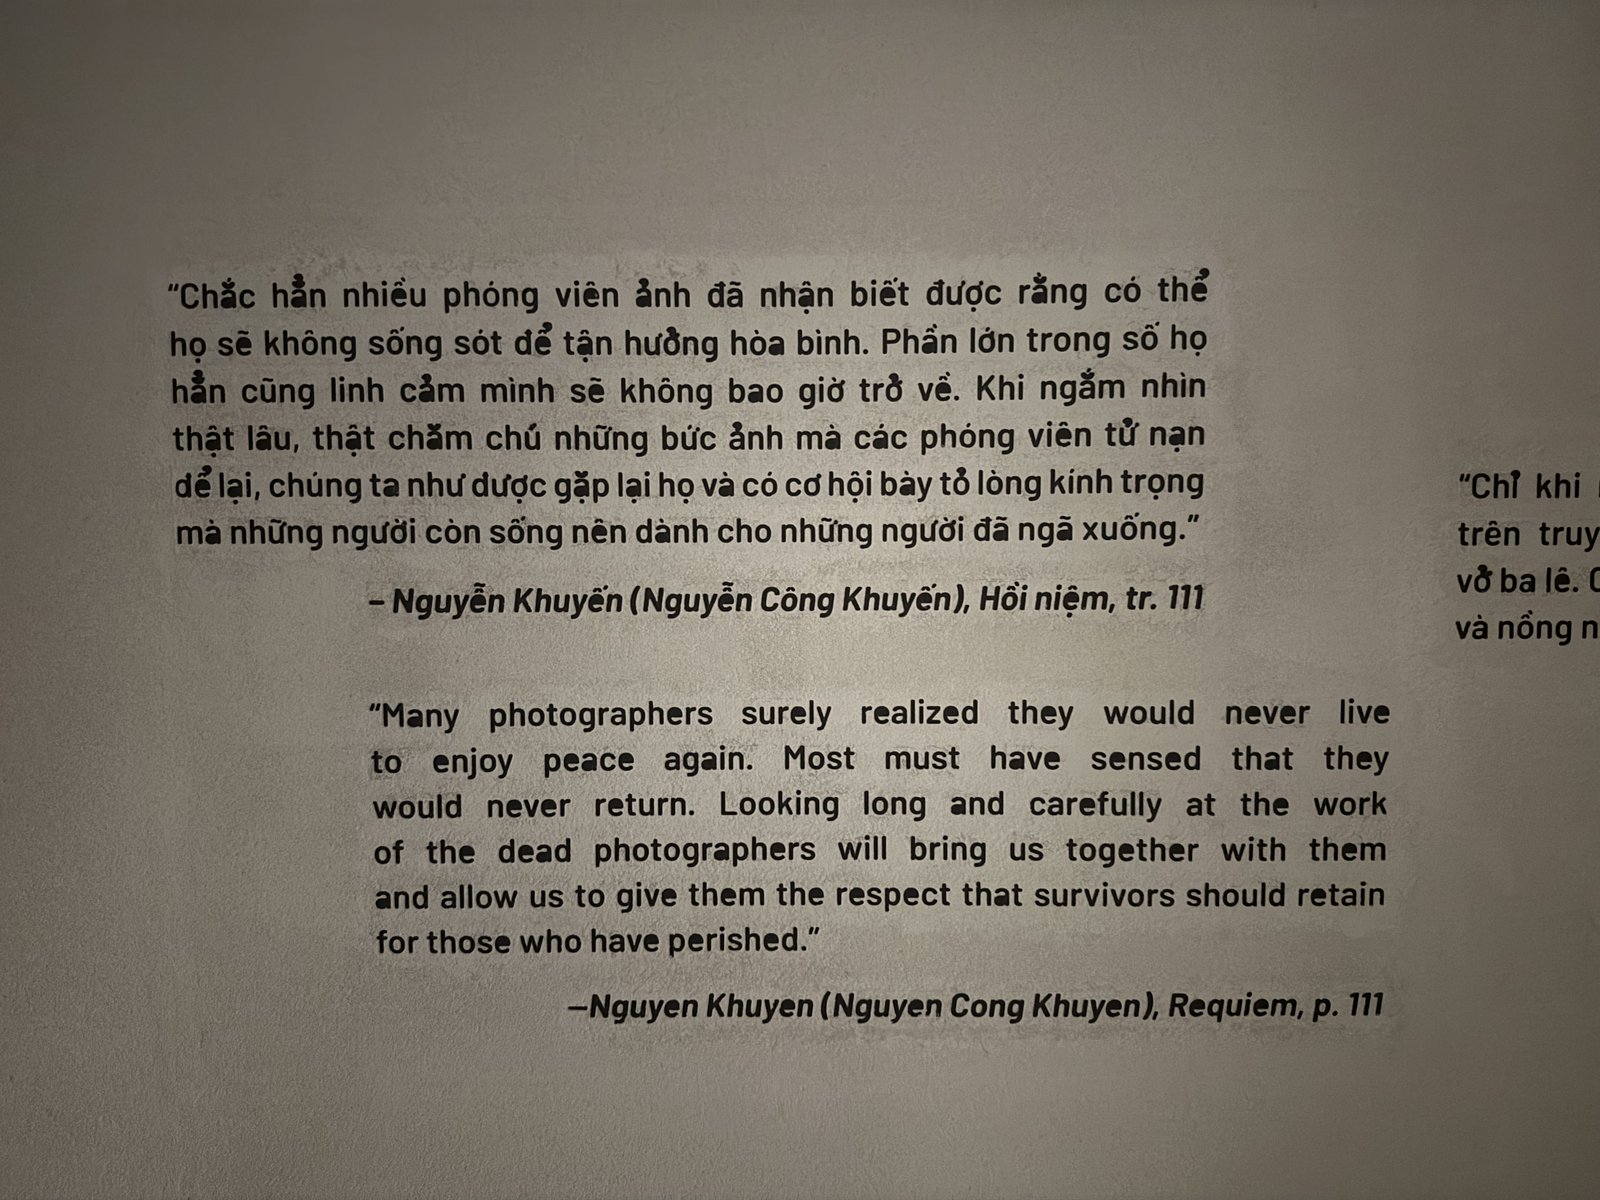 “Chắc hẳn nhiều phóng viên ảnh đã nhận biết được rằng có thể
họ sẽ không sống sót để tận hưởng hòa bình. Phần lớn trong số họ
hẳn cũng linh cảm mình sẽ không bao giờ trở về. Khi ngắm nhìn
thật lâu, thật chăm chú những bức ảnh mà các phóng viên tử nạn
để lại, chúng ta như được gặp lại họ và có cơ hội bày tỏ lòng kính trọng
mà những người còn sống nên dành cho những người đã ngã xuống.”
– Nguyễn Khuyến (Nguyễn Công Khuyến), Hồi niệm, tr. 111
“Many photographers surely realized they would never live
to enjoy peace again. Most must have sensed that they
would never return. Looking long and carefully at the work
of the dead photographers will bring us together with them
and allow us to give them the respect that survivors should retain
for those who have perished.”
—Nguyen Khuyen (Nguyen Cong Khuyen), Requiem, p. 111
“Chỉ khi
trên
vở ba lê.
và nồng